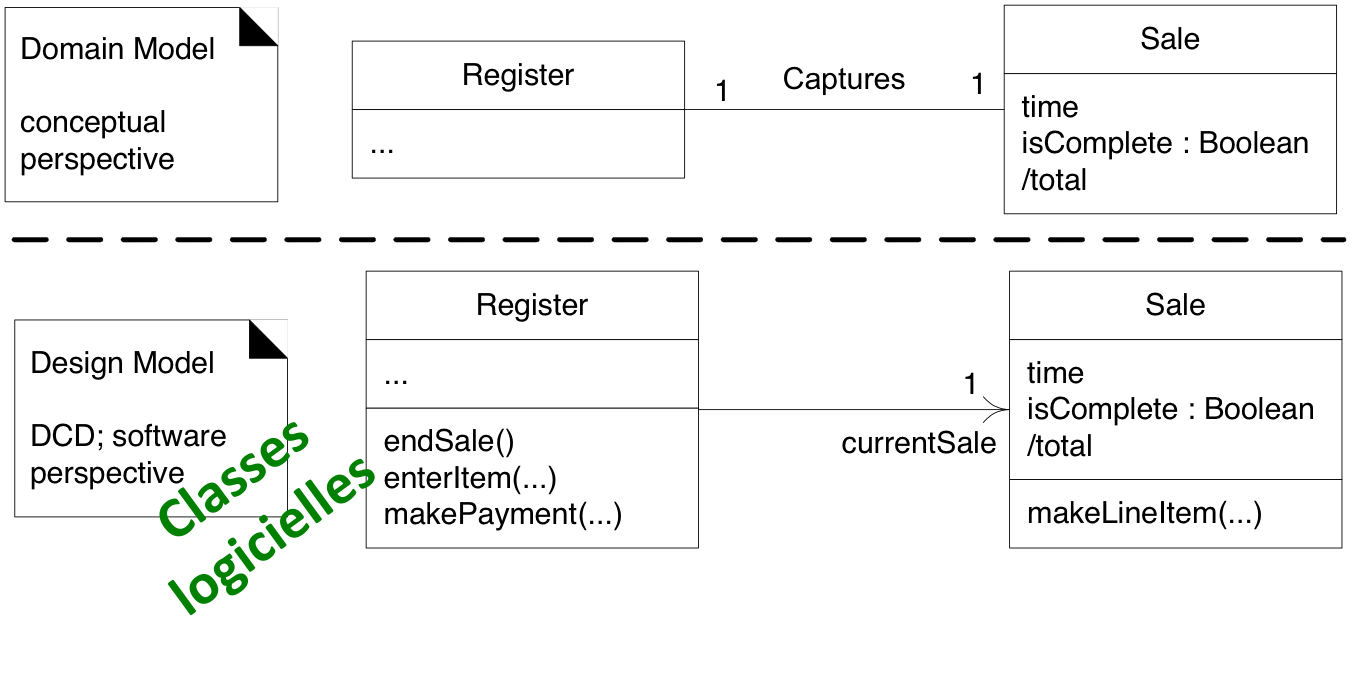 Domain Model
conceptual
perspective
Register
...
1
Captures
1
Sale
time
isComplete : Boolean
/total
Design Model
DCD; software
perspective
Classes
logicielles
Register
...
endSale()
enterItem(...)
makePayment(...)
1
currentSale
Sale
time
isComplete : Boolean
/total
makeLineItem(...)